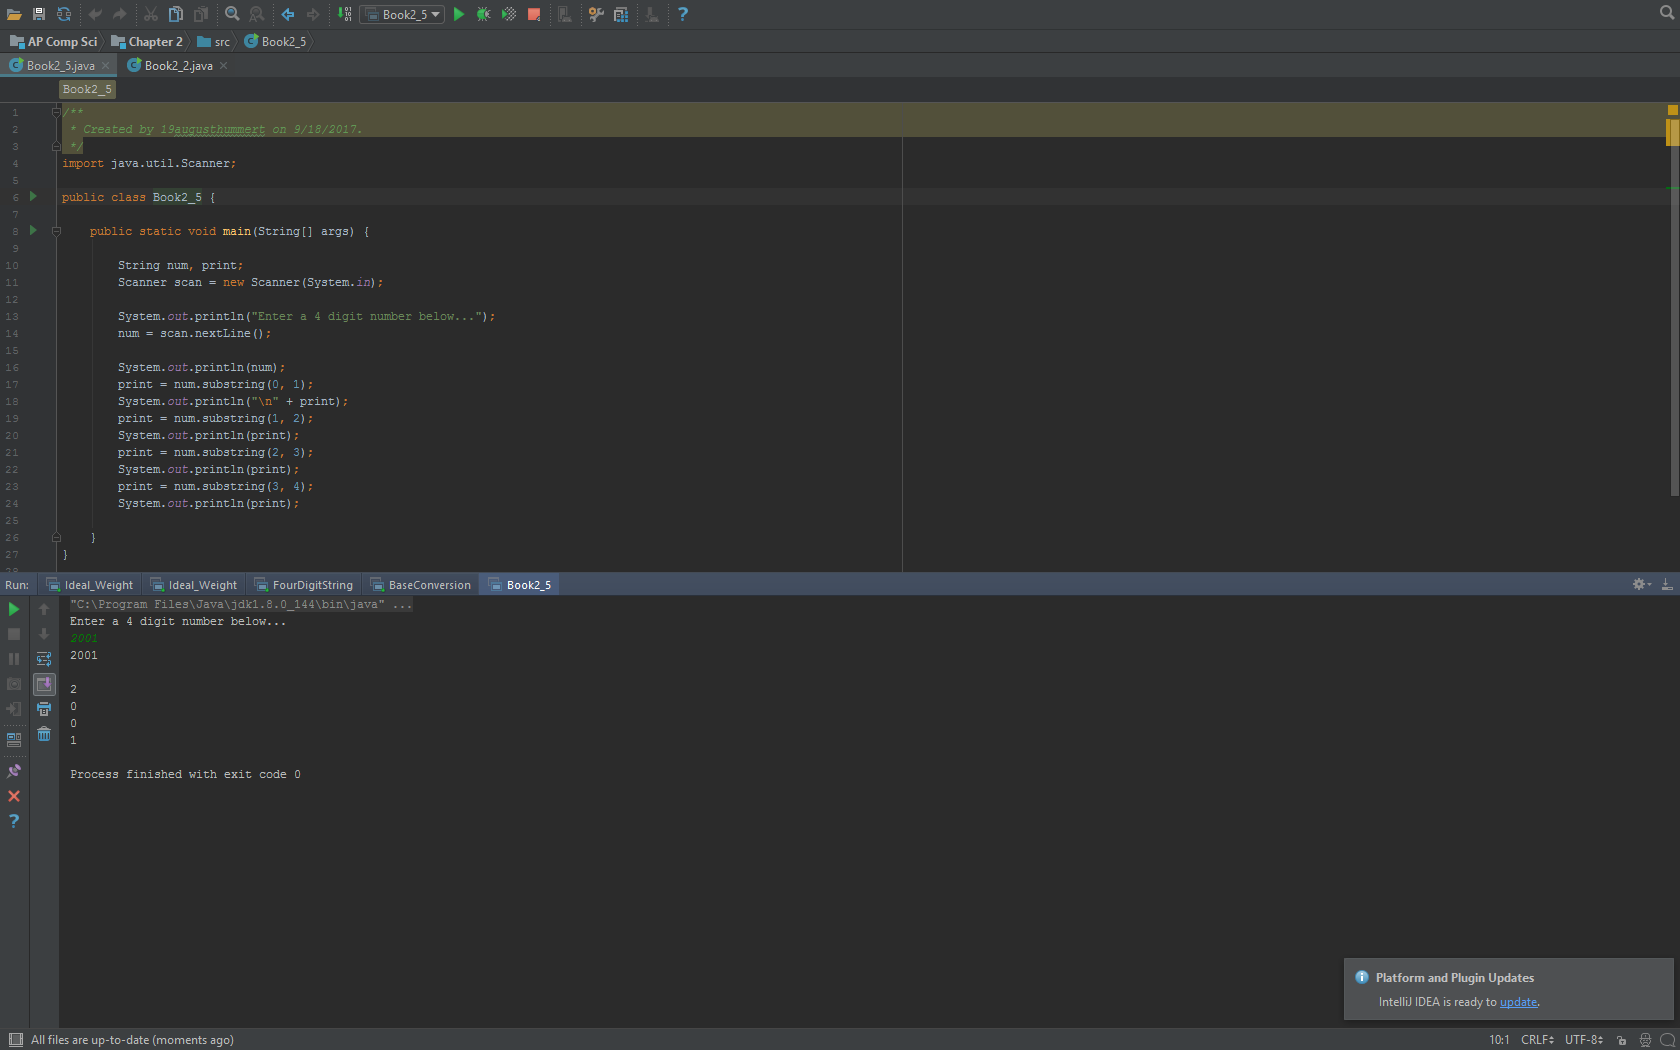 Book2_5
AP Comp Sci Chapter 2 src Book2_5
Book2_5.java Book2_2.java
Book2_5
1 /**
2 * Created by 19augusthummert on 9/18/2017.
3 */
4 import java.util.Scanner;
5
6 public class Book2_5 {
7
8 public static void main(String[] args) {
9
10 String num, print;
11 Scanner scan = new Scanner(System.in);
12
13 System.out.println("Enter a 4 digit number below...");
14 num = scan.nextLine();
15
16 System.out.println(num);
17 print = num.substring(0, 1);
18 System.out.println("\n" + print);
19 print = num.substring(1, 2);
20 System.out.println(print);
21 print = num.substring(2, 3);
22 System.out.println(print);
23 print = num.substring(3, 4);
24 System.out.println(print);
25
26 }
27 }
28
Run: Ideal_Weight Ideal_Weight FourDigitString BaseConversion Book2_5
"C:\Program Files\Java\jdk1.8.0_144\bin\java" ...
Enter a 4 digit number below...
2001
2001
2
0
0
1
Process finished with exit code 0
Platform and Plugin Updates
IntelliJ IDEA is ready to update.
All files are up-to-date (moments ago) 10:1 CRLF UTF-8